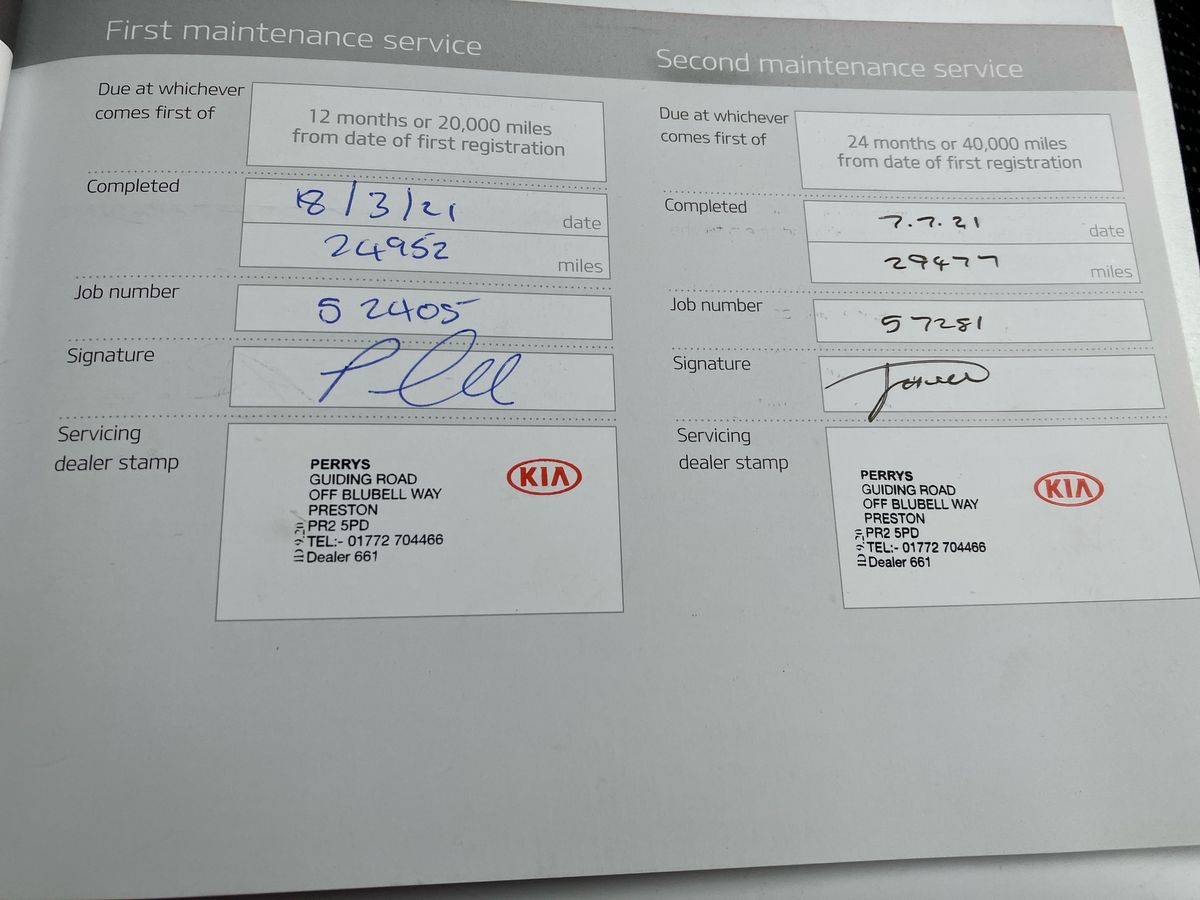 First maintenance service
Due at whichever
comes first of
12 months or 20,000 miles
from date of first registration
Completed
18/3/21
date
24952
miles
Job number
52405
Signature
Servicing
dealer stamp
PERRYS
GUIDING ROAD
OFF BLUBELL WAY
PRESTON
PR2 5PD
TEL:- 01772 704466
Dealer 661
KIA
Second maintenance service
Due at whichever
comes first of
24 months or 40,000 miles
from date of first registration
Completed
7.7.21
date
29477
miles
Job number
57281
Signature
Servicing
dealer stamp
PERRYS
GUIDING ROAD
OFF BLUBELL WAY
PRESTON
PR2 5PD
TEL:- 01772 704466
Dealer 661
KIA